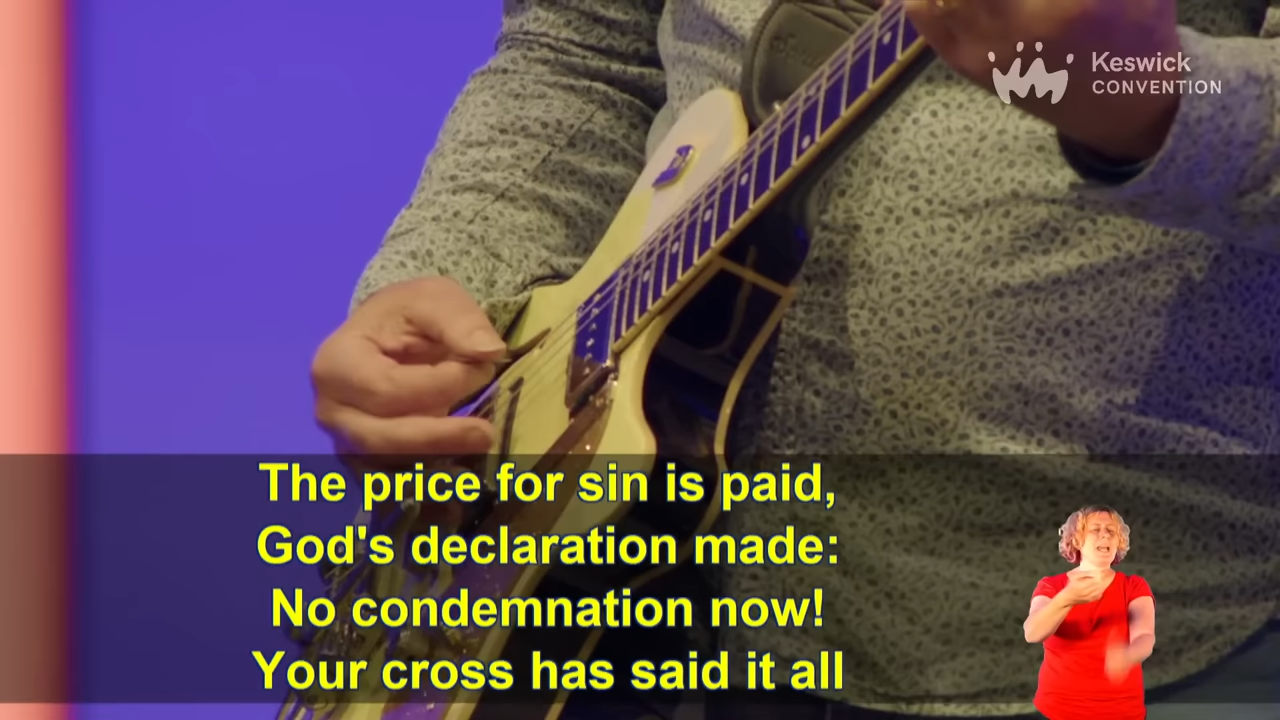 Keswick
CONVENTION
The price for sin is paid,
God's declaration made:
No condemnation now!
Your cross has said it all